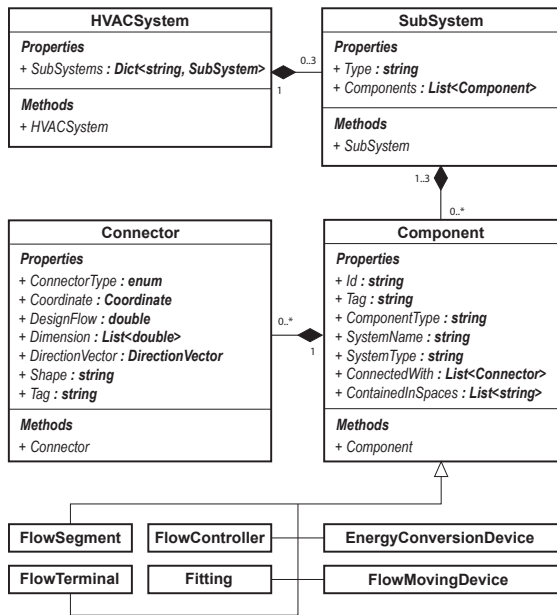 HVACSystem
Properties
+ SubSystems : Dict<string, SubSystem>
Methods
+ HVACSystem
0..3
1
SubSystem
Properties
+ Type : string
+ Components : List<Component>
Methods
+ SubSystem
1..3
0..*
Connector
Properties
+ ConnectorType : enum
+ Coordinate : Coordinate
+ DesignFlow : double
+ Dimension : List<double>
+ DirectionVector : DirectionVector
+ Shape : string
+ Tag : string
Methods
+ Connector
0..*
1
Component
Properties
+ Id : string
+ Tag : string
+ ComponentType : string
+ SystemName : string
+ SystemType : string
+ ConnectedWith : List<Connector>
+ ContainedInSpaces : List<string>
Methods
+ Component
FlowSegment
FlowController
EnergyConversionDevice
FlowTerminal
Fitting
FlowMovingDevice